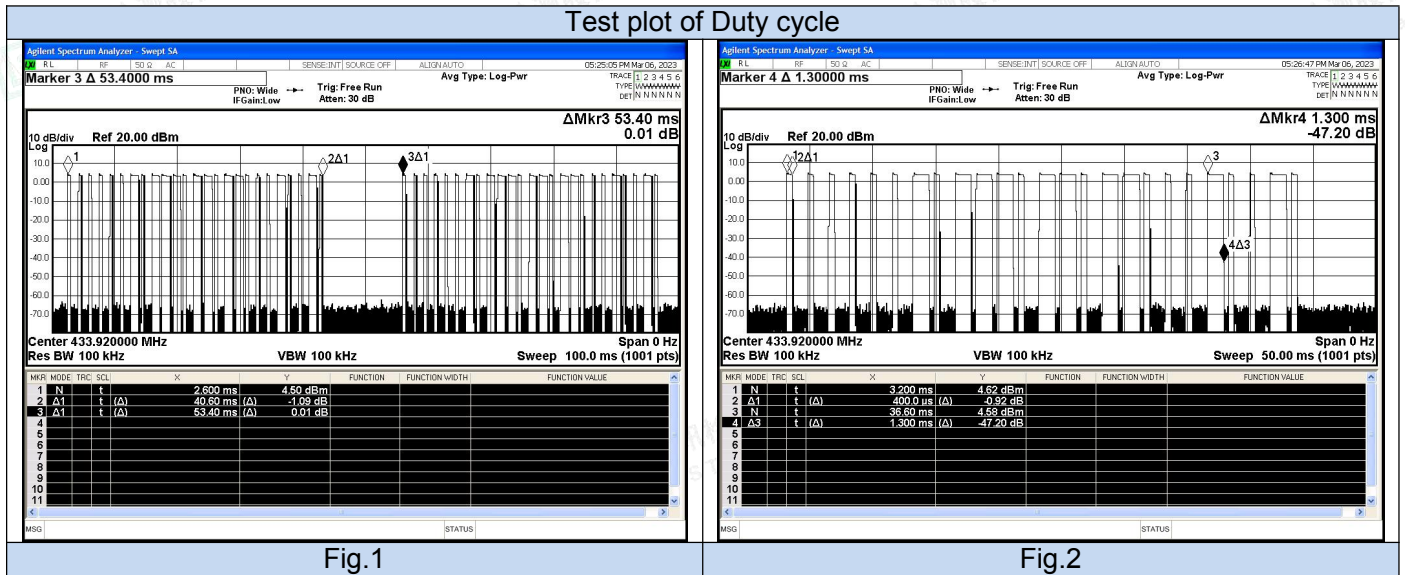 Test plot of Duty cycle
Agilent Spectrum Analyzer - Swept SA
RL RF 50 Ω AC SENSE:INT SOURCE OFF ALIGN AUTO 05:25:05 PM Mar 06, 2023
Marker 3 Δ 53.4000 ms
PNO: Wide Trig: Free Run Avg Type: Log-Pwr TRACE 1 2 3 4 5 6
IFGain:Low Atten: 30 dB TYPE WWWWWW
DET N N N N N N
ΔMkr3 53.40 ms
0.01 dB
10 dB/div Ref 20.00 dBm
Log
10.0
0.00
-10.0
-20.0
-30.0
-40.0
-50.0
-60.0
-70.0
1
2Δ1
3Δ1
Center 433.920000 MHz Span 0 Hz
Res BW 100 kHz VBW 100 kHz Sweep 100.0 ms (1001 pts)
MKR MODE TRC SCL X Y FUNCTION FUNCTION WIDTH FUNCTION VALUE
1 N t 2.600 ms 4.50 dBm
2 Δ1 t (Δ) 40.60 ms (Δ) -1.09 dB
3 Δ1 t (Δ) 53.40 ms (Δ) 0.01 dB
4
5
6
7
8
9
10
11
MSG STATUS
Fig.1
Agilent Spectrum Analyzer - Swept SA
RL RF 50 Ω AC SENSE:INT SOURCE OFF ALIGN AUTO 05:26:47 PM Mar 06, 2023
Marker 4 Δ 1.30000 ms
PNO: Wide Trig: Free Run Avg Type: Log-Pwr TRACE 1 2 3 4 5 6
IFGain:Low Atten: 30 dB TYPE WWWWWW
DET N N N N N N
ΔMkr4 1.300 ms
-47.20 dB
10 dB/div Ref 20.00 dBm
Log
10.0
0.00
-10.0
-20.0
-30.0
-40.0
-50.0
-60.0
-70.0
1
2Δ1
3
4Δ3
Center 433.920000 MHz Span 0 Hz
Res BW 100 kHz VBW 100 kHz Sweep 50.00 ms (1001 pts)
MKR MODE TRC SCL X Y FUNCTION FUNCTION WIDTH FUNCTION VALUE
1 N t 3.200 ms 4.62 dBm
2 Δ1 t (Δ) 400.0 µs (Δ) -0.92 dB
3 N t 36.60 ms 4.58 dBm
4 Δ3 t (Δ) 1.300 ms (Δ) -47.20 dB
5
6
7
8
9
10
11
MSG STATUS
Fig.2